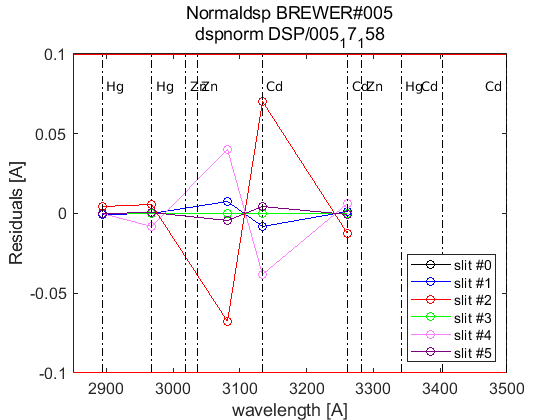 Normaldsp BREWER#005
dspnorm DSP/005₁7₁58
0.1
Hg Hg Zn Zn Cd Cd Zn Hg Cd Cd
0.05
0
-0.05
-0.1
Residuals [A]
slit #0
slit #1
slit #2
slit #3
slit #4
slit #5
2900 3000 3100 3200 3300 3400 3500
wavelength [A]